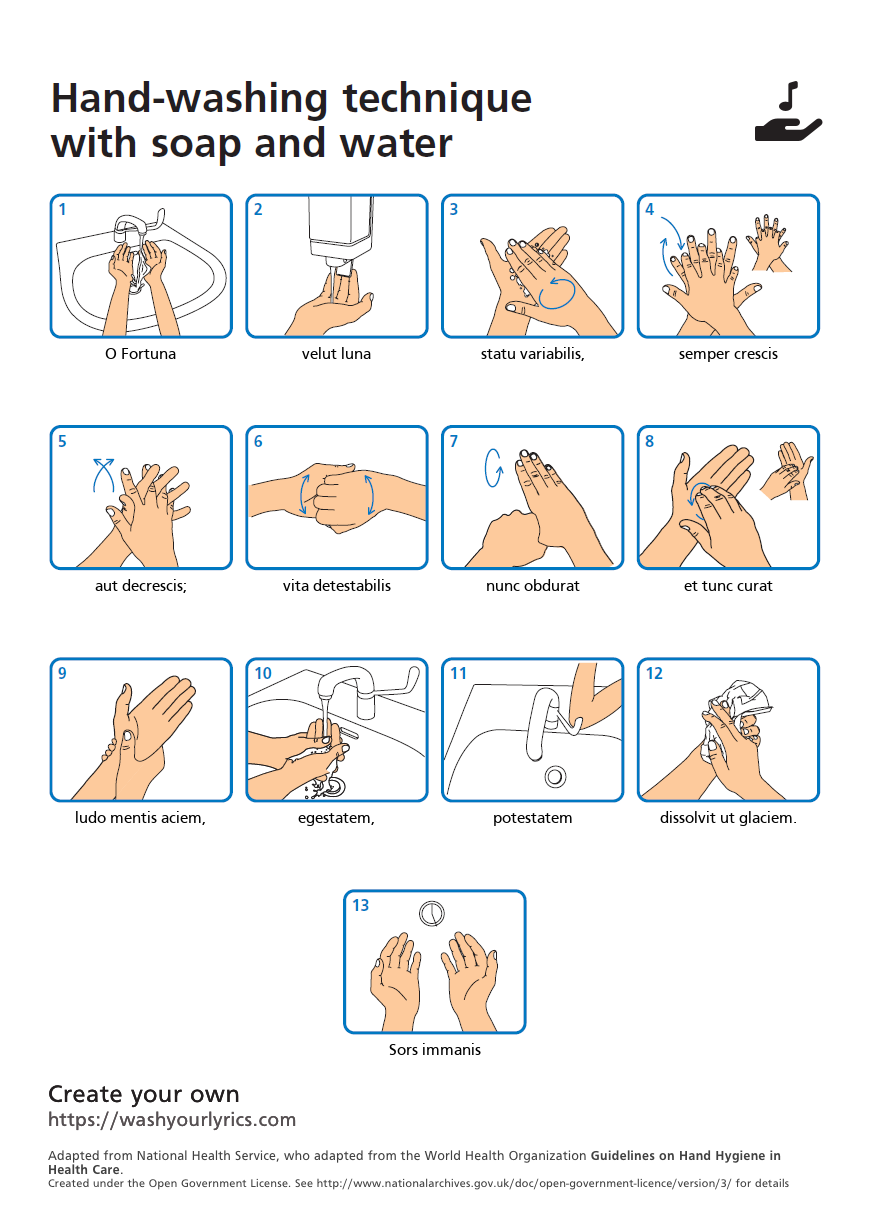 Hand-washing technique
with soap and water
1
2
3
4
O Fortuna
velut luna
statu variabilis,
semper crescis
5
6
7
8
aut decrescis;
vita detestabilis
nunc obdurat
et tunc curat
9
10
11
12
ludo mentis aciem,
egestatem,
potestatem
dissolvit ut glaciem.
13
Sors immanis
Create your own
https://washyourlyrics.com
Adapted from National Health Service, who adapted from the World Health Organization Guidelines on Hand Hygiene in
Health Care.
Created under the Open Government License. See http://www.nationalarchives.gov.uk/doc/open-government-licence/version/3/ for details